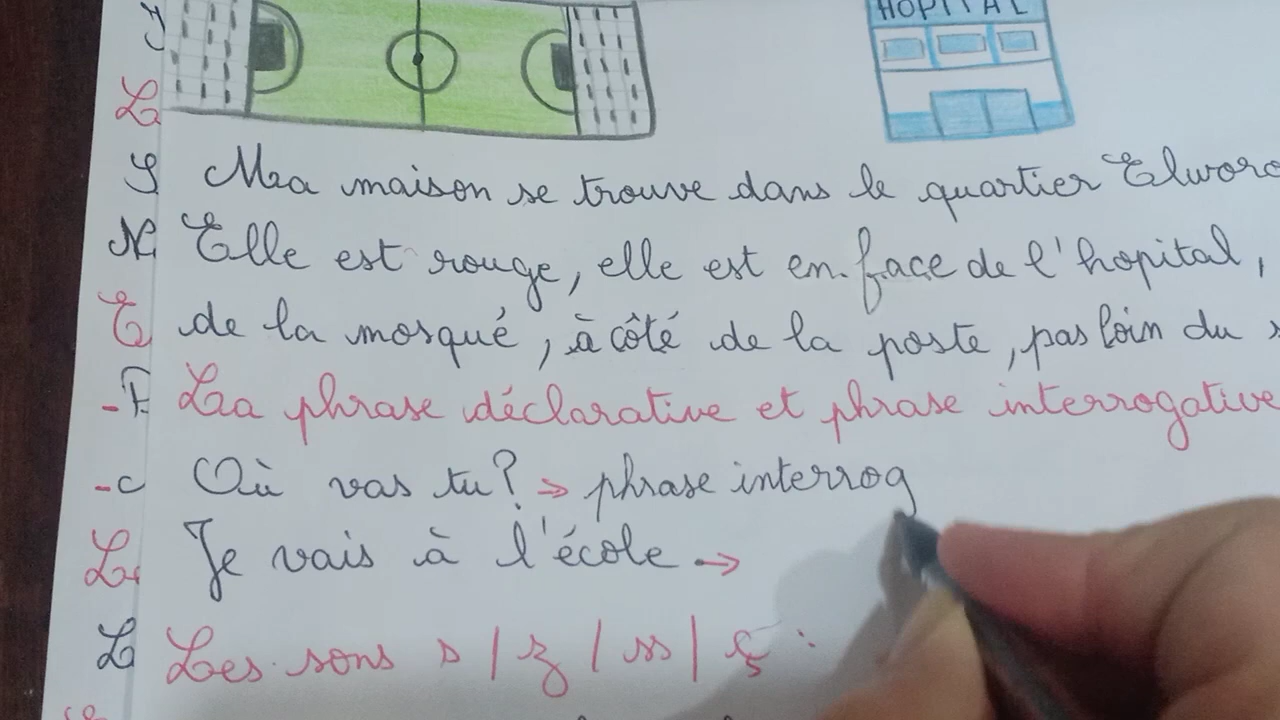 HOPITAL
Ma maison se trouve dans le quartier
Elle est rouge, elle est en face de l'hopital,
de la mosqué, à côté de la poste, pas loin du
La phrase déclarative et phrase interrogative
Où vas tu? → phrase interrog
Je vais à l'école →
Les sons s / z / ss / ç :